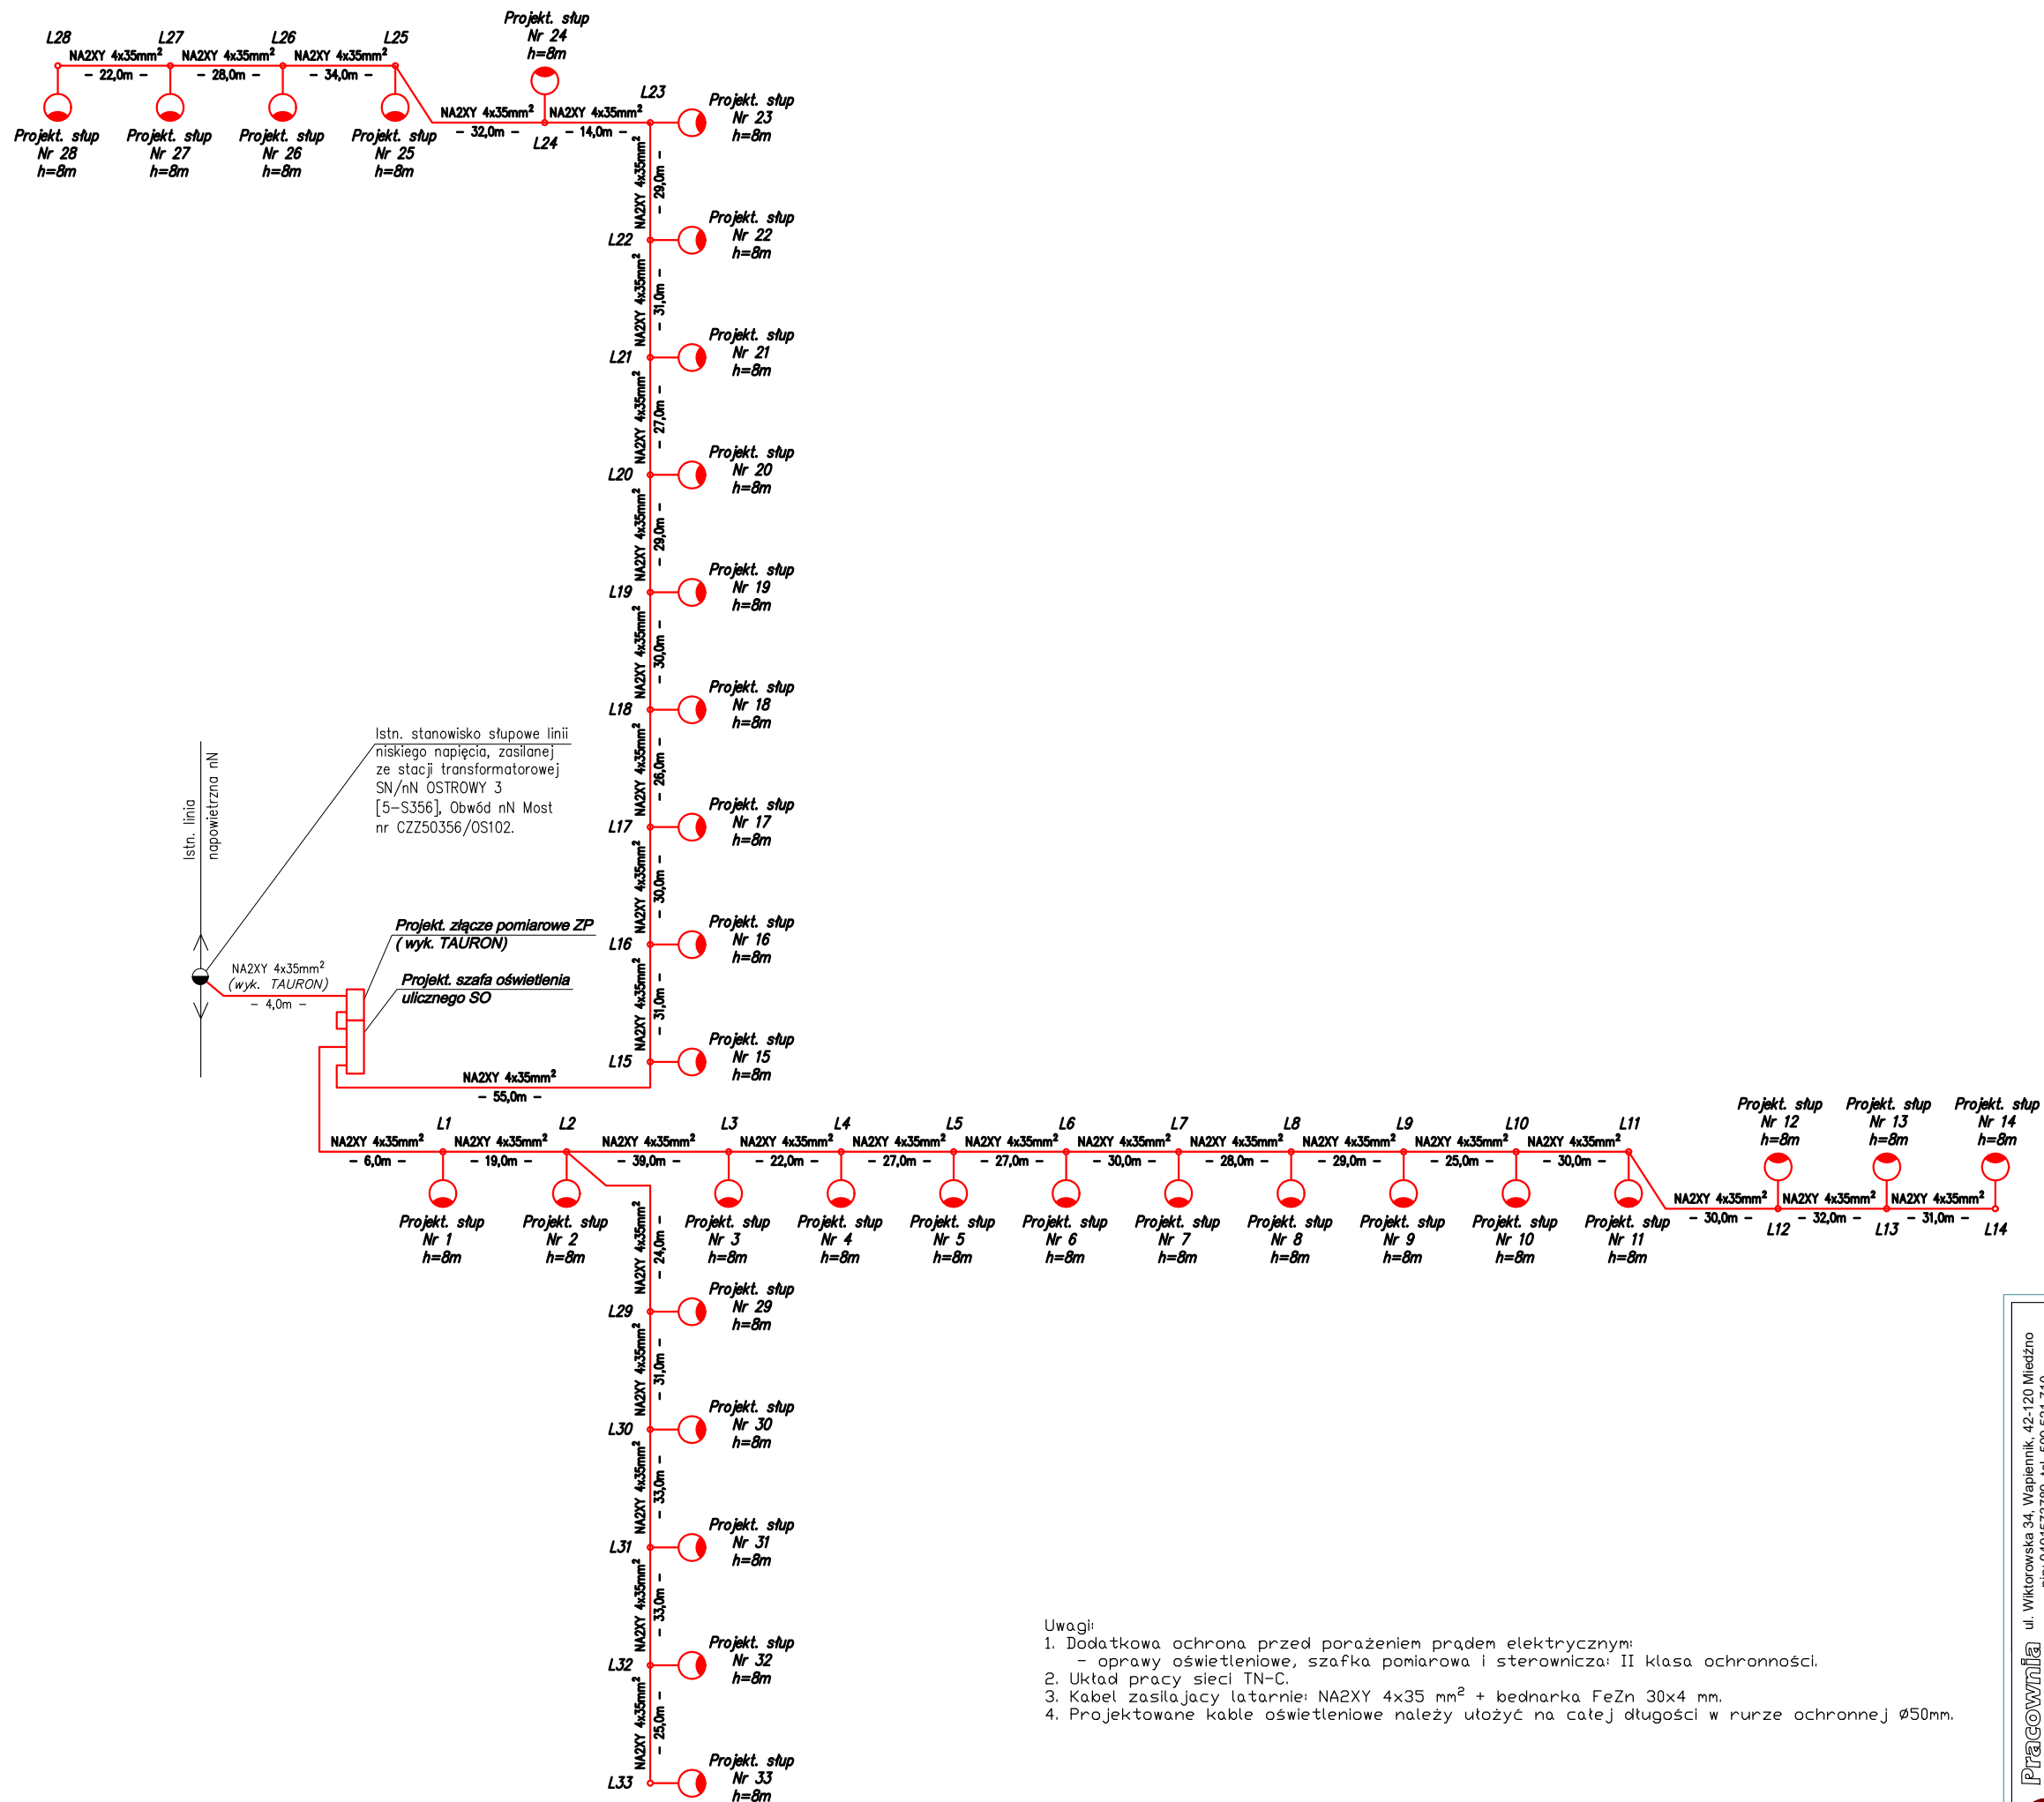 Projekt. słup
Nr 24
h=8m
L28
L27
L26
L25
NA2XY 4x35mm²
NA2XY 4x35mm²
NA2XY 4x35mm²
- 22,0m -
- 28,0m -
- 34,0m -
Projekt. słup
Nr 28
h=8m
Projekt. słup
Nr 27
h=8m
Projekt. słup
Nr 26
h=8m
Projekt. słup
Nr 25
h=8m
NA2XY 4x35mm²
- 32,0m -
L24
NA2XY 4x35mm²
- 14,0m -
L23
Projekt. słup
Nr 23
h=8m
NA2XY 4x35mm²
- 29,0m -
L22
Projekt. słup
Nr 22
h=8m
NA2XY 4x35mm²
- 31,0m -
L21
Projekt. słup
Nr 21
h=8m
NA2XY 4x35mm²
- 27,0m -
L20
Projekt. słup
Nr 20
h=8m
NA2XY 4x35mm²
- 29,0m -
L19
Projekt. słup
Nr 19
h=8m
NA2XY 4x35mm²
- 30,0m -
L18
Projekt. słup
Nr 18
h=8m
NA2XY 4x35mm²
- 26,0m -
L17
Projekt. słup
Nr 17
h=8m
NA2XY 4x35mm²
- 30,0m -
L16
Projekt. słup
Nr 16
h=8m
NA2XY 4x35mm²
- 31,0m -
L15
Projekt. słup
Nr 15
h=8m
Istn. linia
napowietrzna nN
Istn. stanowisko słupowe linii
niskiego napięcia, zasilanej
ze stacji transformatorowej
SN/nN OSTROWY 3
[5-S356], Obwód nN Most
nr CZZ50356/OS102.
Projekt. złącze pomiarowe ZP
( wyk. TAURON)
Projekt. szafa oświetlenia
ulicznego SO
NA2XY 4x35mm²
(wyk. TAURON)
- 4,0m -
NA2XY 4x35mm²
- 55,0m -
L1
L2
L3
L4
L5
L6
L7
L8
L9
L10
L11
NA2XY 4x35mm²
NA2XY 4x35mm²
NA2XY 4x35mm²
NA2XY 4x35mm²
NA2XY 4x35mm²
NA2XY 4x35mm²
NA2XY 4x35mm²
NA2XY 4x35mm²
NA2XY 4x35mm²
NA2XY 4x35mm²
NA2XY 4x35mm²
- 6,0m -
- 19,0m -
- 39,0m -
- 22,0m -
- 27,0m -
- 27,0m -
- 30,0m -
- 28,0m -
- 29,0m -
- 25,0m -
- 30,0m -
Projekt. słup
Nr 1
h=8m
Projekt. słup
Nr 2
h=8m
Projekt. słup
Nr 3
h=8m
Projekt. słup
Nr 4
h=8m
Projekt. słup
Nr 5
h=8m
Projekt. słup
Nr 6
h=8m
Projekt. słup
Nr 7
h=8m
Projekt. słup
Nr 8
h=8m
Projekt. słup
Nr 9
h=8m
Projekt. słup
Nr 10
h=8m
Projekt. słup
Nr 11
h=8m
Projekt. słup
Nr 12
h=8m
Projekt. słup
Nr 13
h=8m
Projekt. słup
Nr 14
h=8m
NA2XY 4x35mm²
NA2XY 4x35mm²
NA2XY 4x35mm²
- 30,0m -
- 32,0m -
- 31,0m -
L12
L13
L14
NA2XY 4x35mm²
- 24,0m -
L29
Projekt. słup
Nr 29
h=8m
NA2XY 4x35mm²
- 31,0m -
L30
Projekt. słup
Nr 30
h=8m
NA2XY 4x35mm²
- 33,0m -
L31
Projekt. słup
Nr 31
h=8m
NA2XY 4x35mm²
- 33,0m -
L32
Projekt. słup
Nr 32
h=8m
NA2XY 4x35mm²
- 25,0m -
L33
Projekt. słup
Nr 33
h=8m
Uwagi:
1. Dodatkowa ochrona przed porażeniem prądem elektrycznym:
- oprawy oświetleniowe, szafka pomiarowa i sterownicza: II klasa ochronności.
2. Układ pracy sieci TN-C.
3. Kabel zasilajacy latarnie: NA2XY 4x35 mm² + bednarka FeZn 30x4 mm.
4. Projektowane kable oświetleniowe należy ułożyć na całej długości w rurze ochronnej Ø50mm.
Pracownia
ul. Wiktorowska 34, Wapiennik, 42-120 Miedźno